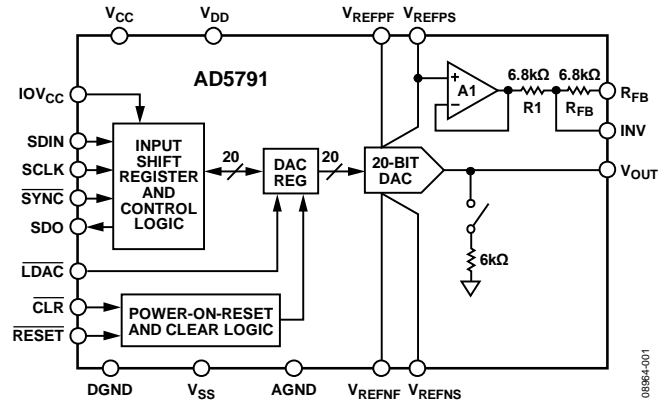 VCC
VDD
VREFPF
VREFPS
AD5791
6.8kΩ
6.8kΩ
A1
R1
RFB
RFB
INV
IOVCC
SDIN
SCLK
SYNC
SDO
INPUT
SHIFT
REGISTER
AND
CONTROL
LOGIC
20
DAC
REG
20
20-BIT
DAC
VOUT
6kΩ
LDAC
CLR
RESET
POWER-ON-RESET
AND CLEAR LOGIC
DGND
VSS
AGND
VREFNF
VREFNS
08964-001